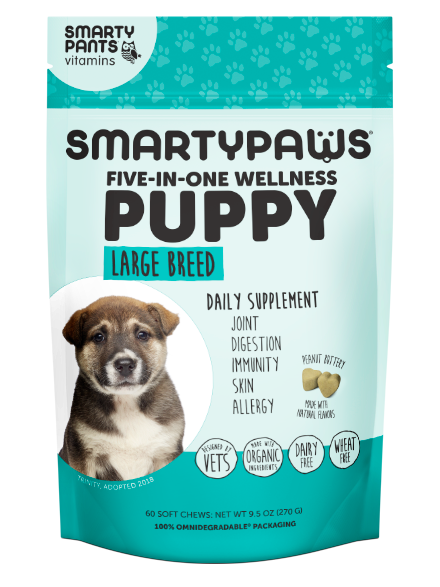 SMARTY
PANTS
vitamins
SMARTYPAWS®
FIVE-IN-ONE WELLNESS
PUPPY
LARGE BREED
DAILY SUPPLEMENT
JOINT
DIGESTION
IMMUNITY
SKIN
ALLERGY
PEANUT BUTTERY
MADE WITH
NATURAL FLAVORS
DESIGNED BY
VETS
MADE WITH
ORGANIC
INGREDIENTS
DAIRY
FREE
WHEAT
FREE
TRINITY, ADOPTED 2018
60 SOFT CHEWS: NET WT 9.5 OZ (270 G)
100% OMNIDEGRADABLE® PACKAGING